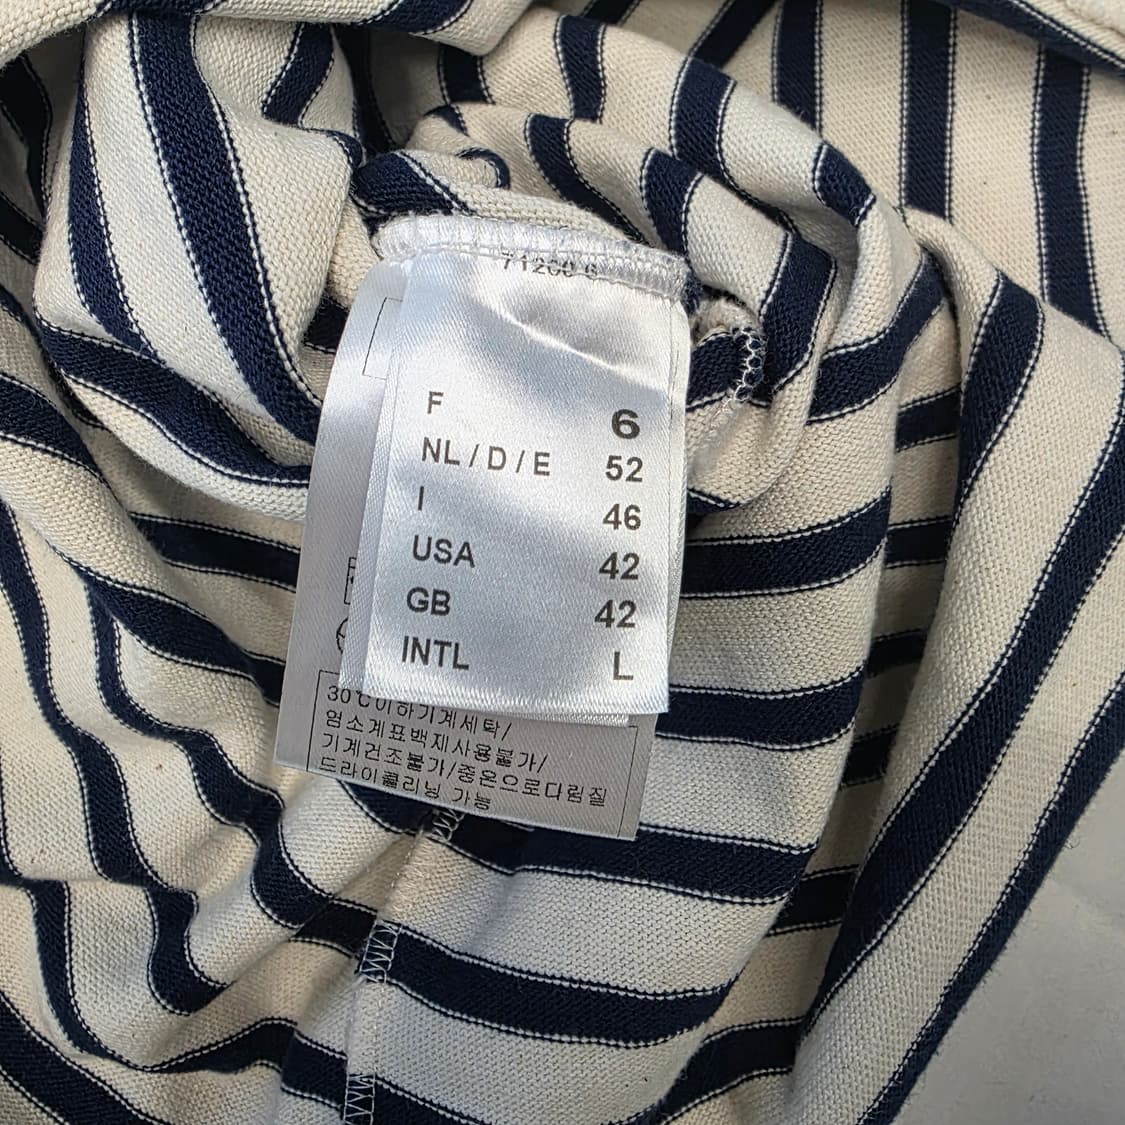 F 6
NL / D / E 52
I 46
USA 42
GB 42
INTL L
30℃이하기계세탁/
염소계표백제사용불가/
기계건조불가/중온으로다림질
드라이클리닝 가능